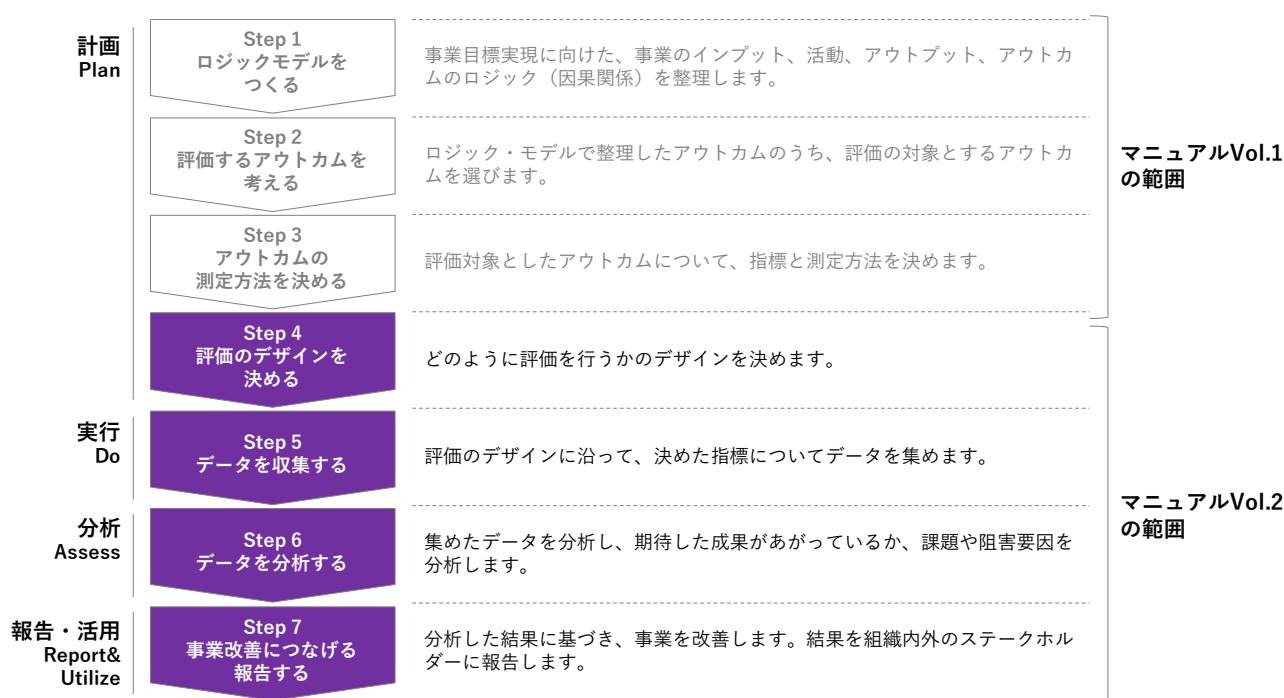 計画
Plan
Step 1
ロジックモデルを
つくる
事業目標実現に向けた、事業のインプット、活動、アウトプット、アウトカ
ムのロジック（因果関係）を整理します。
Step 2
評価するアウトカムを
考える
ロジック・モデルで整理したアウトカムのうち、評価の対象とするアウトカ
ムを選びます。
マニュアルVol.1
の範囲
Step 3
アウトカムの
測定方法を決める
評価対象としたアウトカムについて、指標と測定方法を決めます。
Step 4
評価のデザインを
決める
どのように評価を行うかのデザインを決めます。
実行
Do
Step 5
データを収集する
評価のデザインに沿って、決めた指標についてデータを集めます。
マニュアルVol.2
の範囲
分析
Assess
Step 6
データを分析する
集めたデータを分析し、期待した成果があがっているか、課題や阻害要因を
分析します。
報告・活用
Report&
Utilize
Step 7
事業改善につなげる
報告する
分析した結果に基づき、事業を改善します。結果を組織内外のステークホル
ダーに報告します。